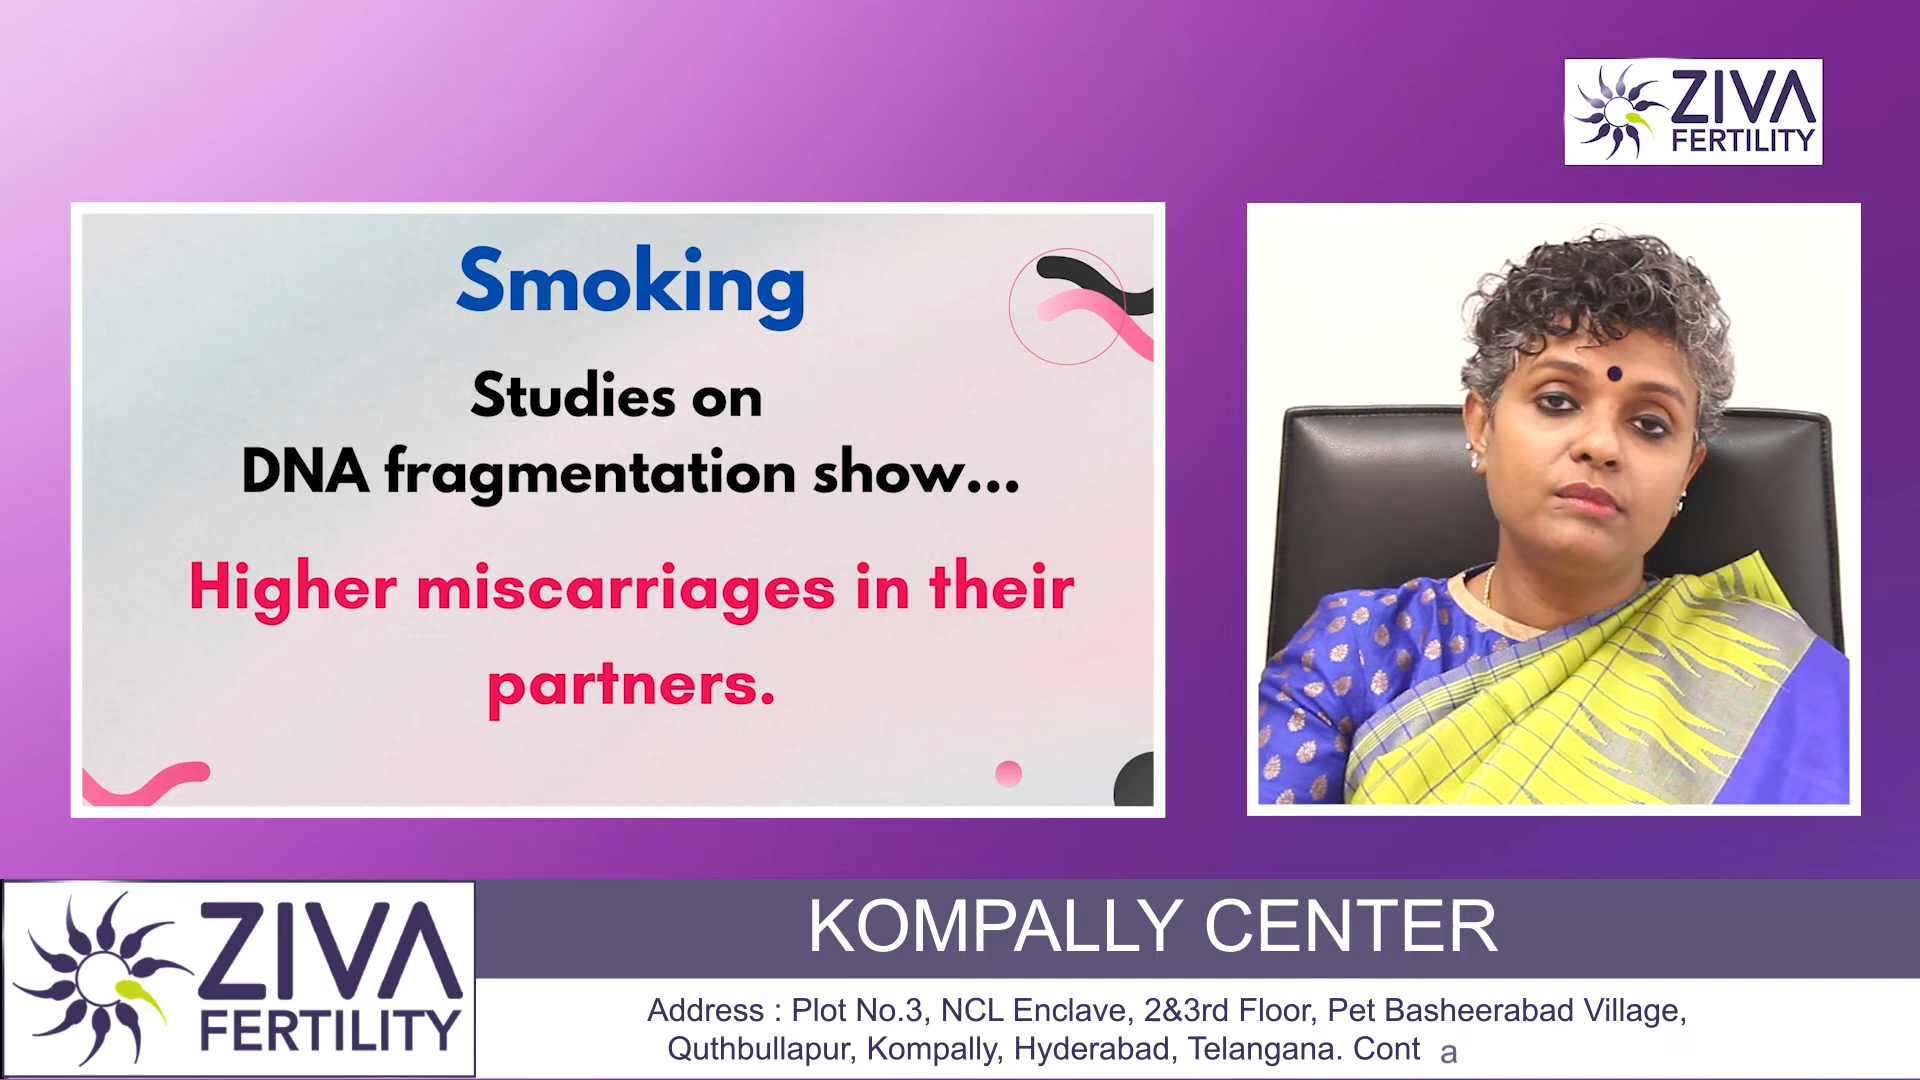 ZIVA
FERTILITY
Smoking
Studies on
DNA fragmentation show...
Higher miscarriages in their
partners.
ZIVA
FERTILITY
KOMPALLY CENTER
Address : Plot No.3, NCL Enclave, 2&3rd Floor, Pet Basheerabad Village,
Quthbullapur, Kompally, Hyderabad, Telangana. Cont a